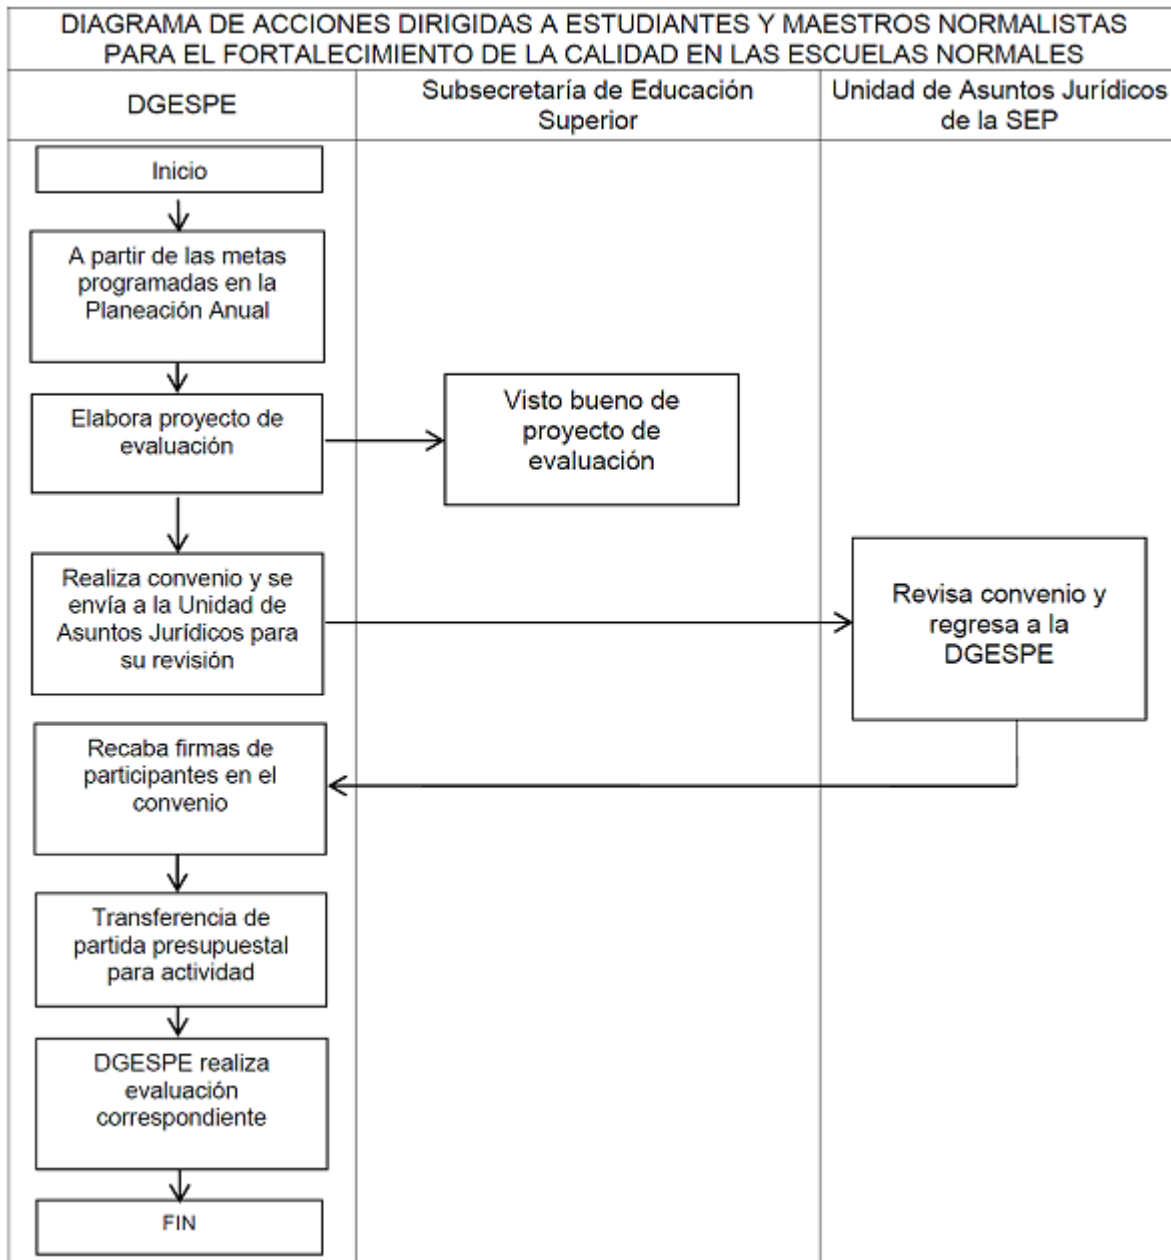 DIAGRAMA DE ACCIONES DIRIGIDAS A ESTUDIANTES Y MAESTROS NORMALISTAS
PARA EL FORTALECIMIENTO DE LA CALIDAD EN LAS ESCUELAS NORMALES
DGESPE
Subsecretaría de Educación
Superior
Unidad de Asuntos Jurídicos
de la SEP
Inicio
A partir de las metas
programadas en la
Planeación Anual
Elabora proyecto de
evaluación
Visto bueno de
proyecto de
evaluación
Realiza convenio y se
envía a la Unidad de
Asuntos Jurídicos para
su revisión
Revisa convenio y
regresa a la
DGESPE
Recaba firmas de
participantes en el
convenio
Transferencia de
partida presupuestal
para actividad
DGESPE realiza
evaluación
correspondiente
FIN